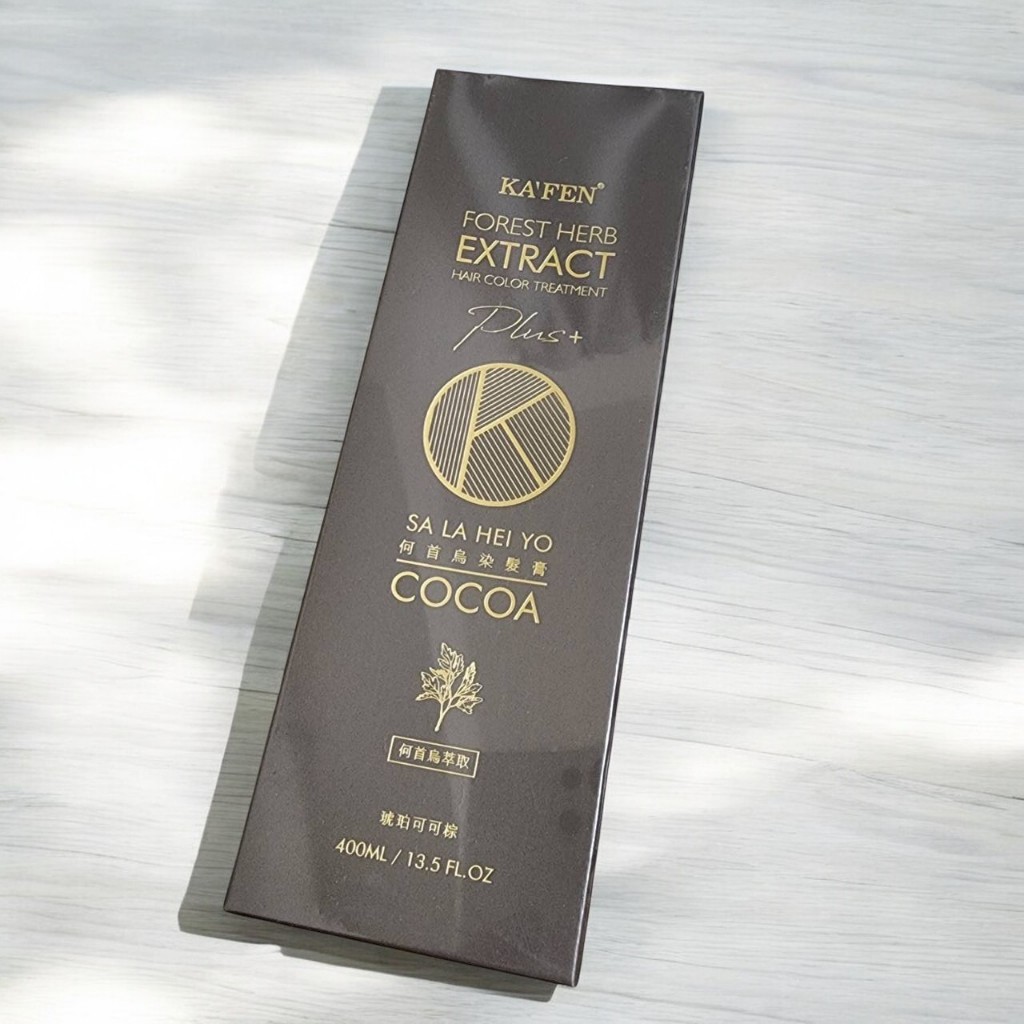 KA'FEN®
FOREST HERB
EXTRACT
HAIR COLOR TREATMENT
Plus+
K
SA LA HEI YO
何首烏染髮膏
COCOA
何首烏萃取
琥珀可可棕
400ML / 13.5 FL.OZ